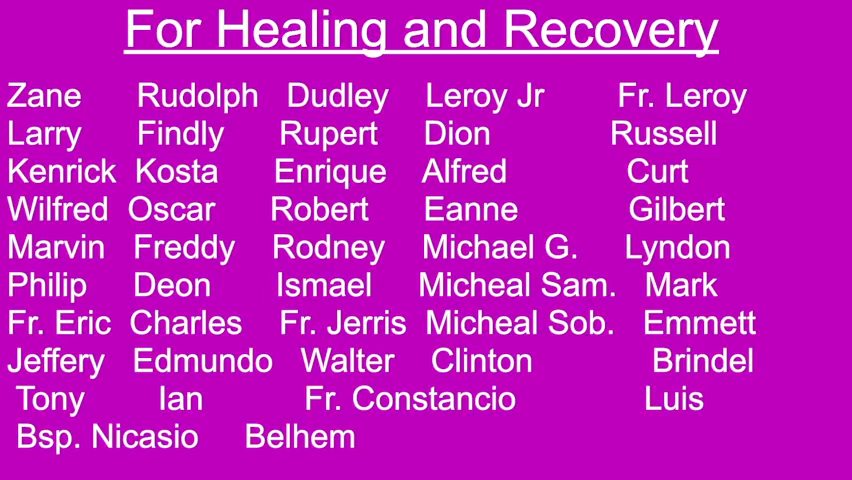 For Healing and Recovery
Zane Rudolph Dudley Leroy Jr Fr. Leroy
Larry Findly Rupert Dion Russell
Kenrick Kosta Enrique Alfred Curt
Wilfred Oscar Robert Eanne Gilbert
Marvin Freddy Rodney Michael G. Lyndon
Philip Deon Ismael Micheal Sam. Mark
Fr. Eric Charles Fr. Jerris Micheal Sob. Emmett
Jeffery Edmundo Walter Clinton Brindel
Tony Ian Fr. Constancio Luis
Bsp. Nicasio Belhem